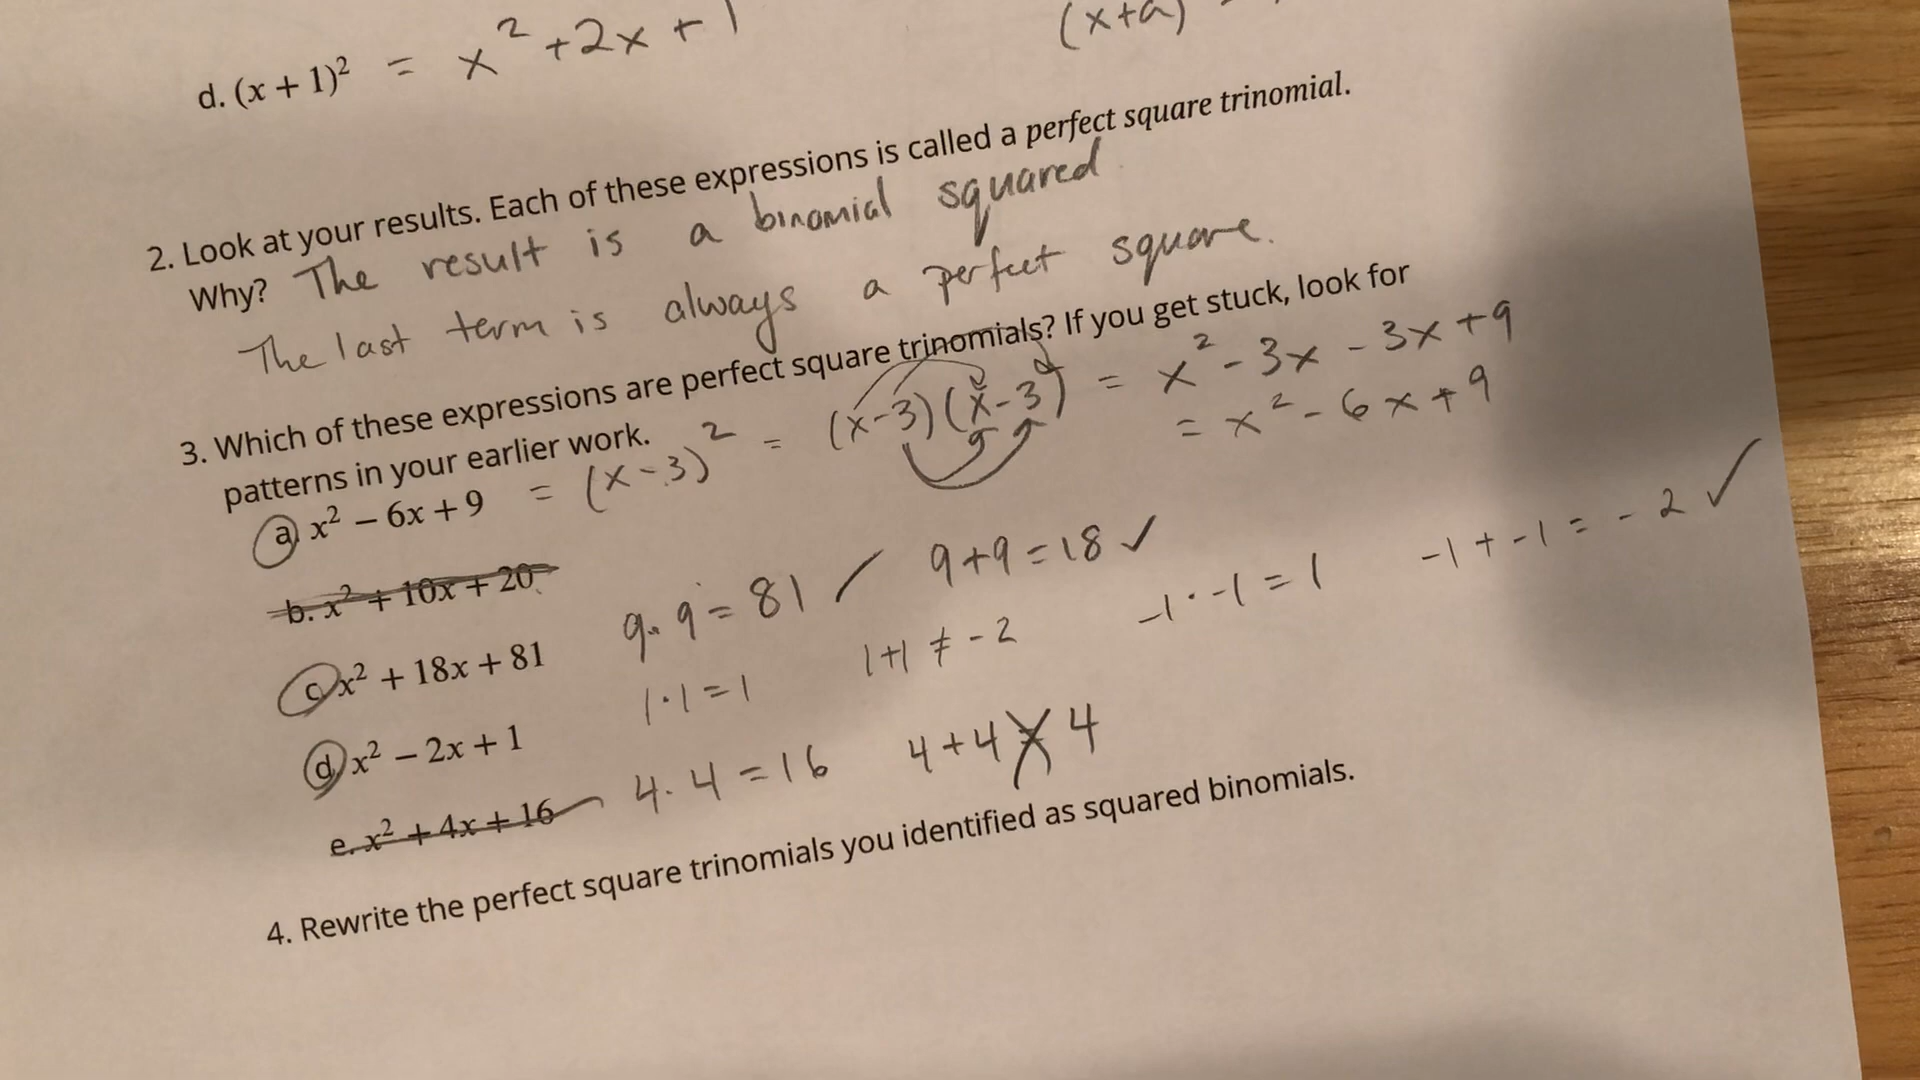 d. (x + 1)² = x² + 2x + 1
(x+a)
2. Look at your results. Each of these expressions is called a perfect square trinomial.
Why? The result is a binomial squared.
The last term is always a perfect square.
3. Which of these expressions are perfect square trinomials? If you get stuck, look for
patterns in your earlier work.
a. x² − 6x + 9 = (x-3)² = (x-3)(x-3) = x² - 3x - 3x + 9
= x² - 6x + 9
b. x² + 10x + 20
c. x² + 18x + 81 9·9 = 81 ✓ 9+9 = 18 ✓
d. x² − 2x + 1 1·1 = 1 1+1 ≠ -2 -1·-1 = 1 -1 + -1 = -2 ✓
e. x² + 4x + 16 4·4 = 16 4+4 ≠ 4
4. Rewrite the perfect square trinomials you identified as squared binomials.